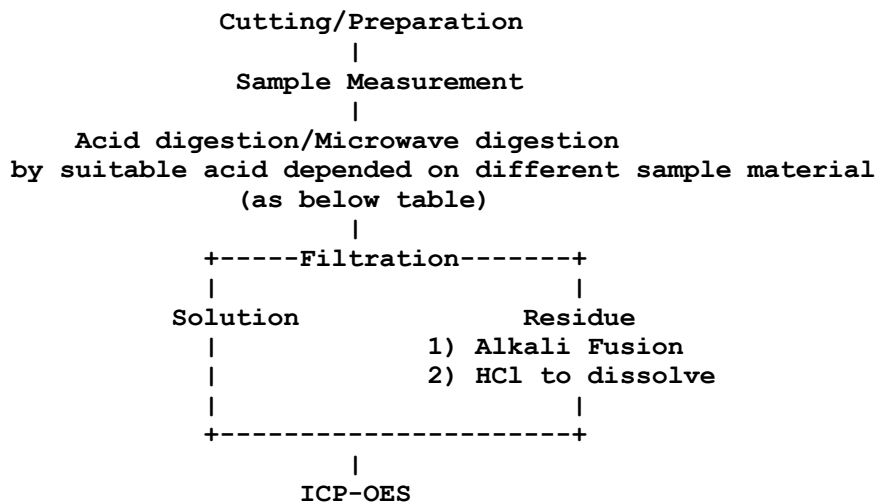 Cutting/Preparation
Sample Measurement
Acid digestion/Microwave digestion
by suitable acid depended on different sample material
(as below table)
Filtration
Solution Residue
1) Alkali Fusion
2) HCl to dissolve
ICP-OES